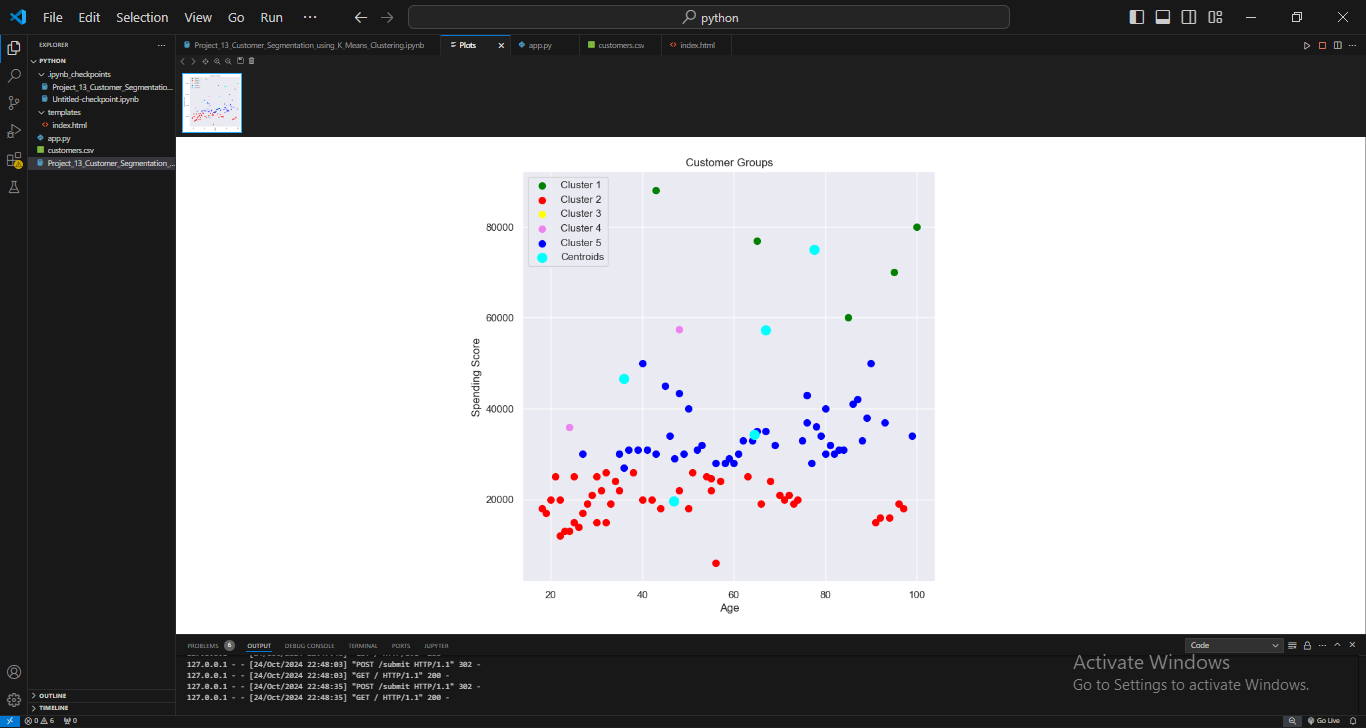 File Edit Selection View Go Run ··· python
EXPLORER ···
PYTHON
.ipynb_checkpoints
Project_13_Customer_Segmentatio...
Untitled-checkpoint.ipynb
templates
index.html
app.py
customers.csv
Project_13_Customer_Segmentation_...
OUTLINE
TIMELINE
Project_13_Customer_Segmentation_using_K_Means_Clustering.ipynb Plots app.py customers.csv index.html
Customer Groups
Cluster 1
Cluster 2
Cluster 3
Cluster 4
Cluster 5
Centroids
Spending Score
80000
60000
40000
20000
20 40 60 80 100
Age
PROBLEMS 6 OUTPUT DEBUG CONSOLE TERMINAL PORTS JUPYTER Code
127.0.0.1 - - [24/Oct/2024 22:48:03] "POST /submit HTTP/1.1" 302 -
127.0.0.1 - - [24/Oct/2024 22:48:03] "GET / HTTP/1.1" 200 -
127.0.0.1 - - [24/Oct/2024 22:48:35] "POST /submit HTTP/1.1" 302 -
127.0.0.1 - - [24/Oct/2024 22:48:35] "GET / HTTP/1.1" 200 -
Activate Windows
Go to Settings to activate Windows.
0 6 0 Go Live